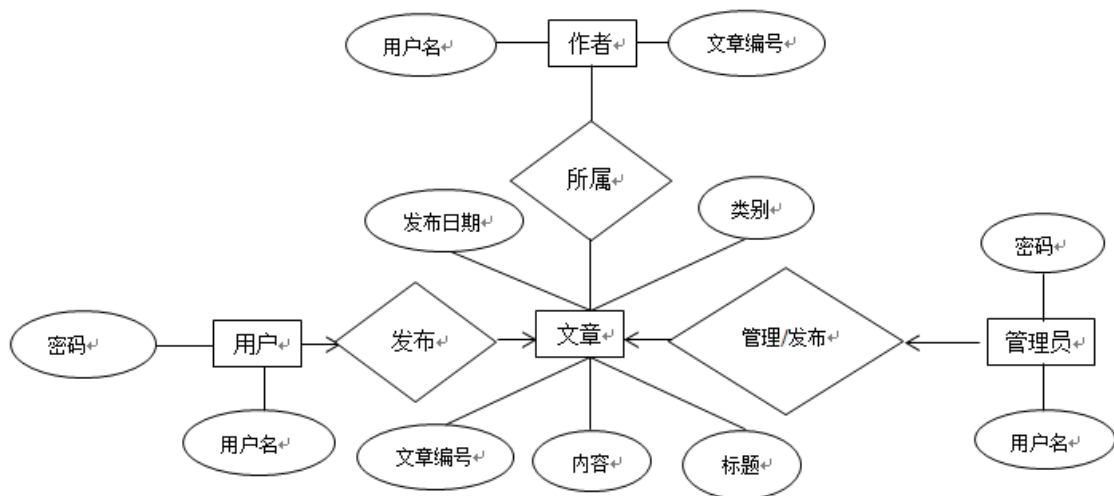 用户名
作者
文章编号
所属
发布日期
类别
密码
密码
用户
发布
文章
管理/发布
管理员
用户名
文章编号
内容
标题
用户名